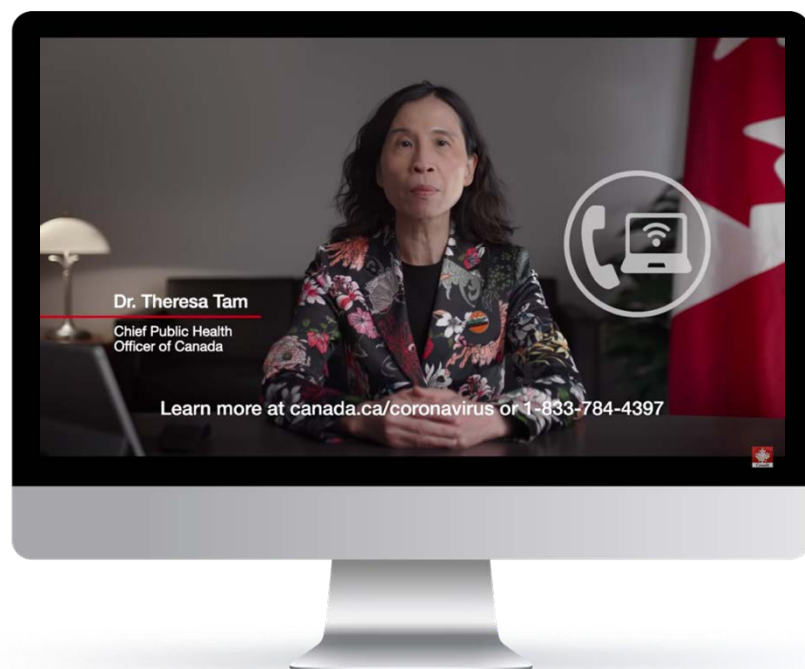 Dr. Theresa Tam
Chief Public Health
Officer of Canada
Learn more at canada.ca/coronavirus or 1-833-784-4397
Canada